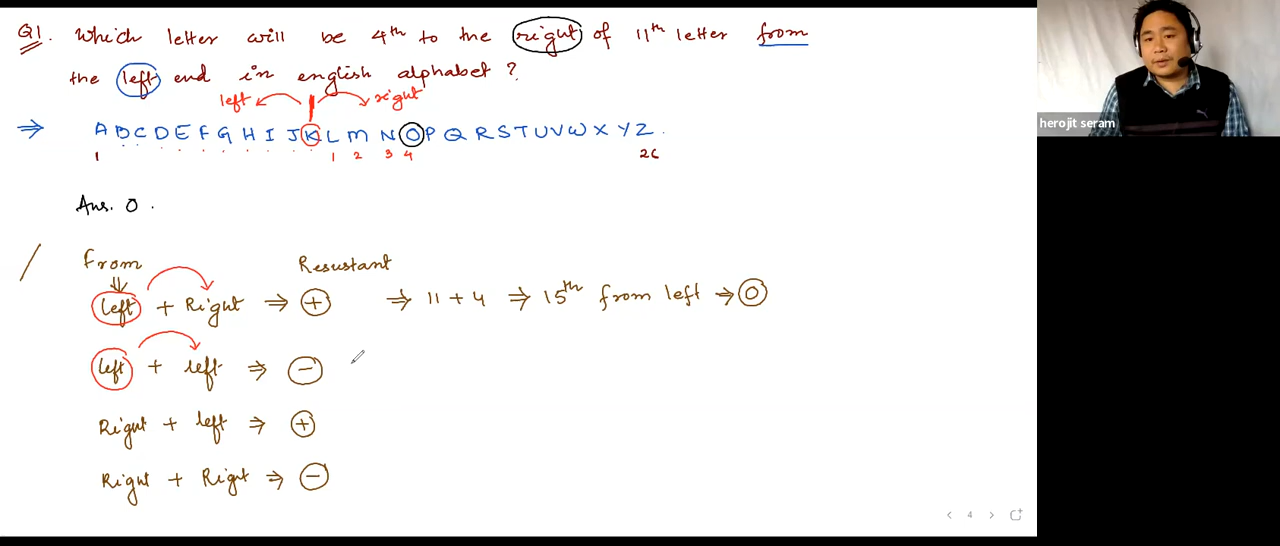 Q1. Which letter will be 4th to the right of 11th letter from
the left end in english alphabet ?
left right
⇒ A B C D E F G H I J K L M N O P Q R S T U V W X Y Z .
1 1 2 3 4 26
Ans. O .
From Resustant
left + Right ⇒ + ⇒ 11 + 4 ⇒ 15th from left → O
left + left ⇒ −
Right + left ⇒ +
Right + Right ⇒ −
herojit seram
< 4 >